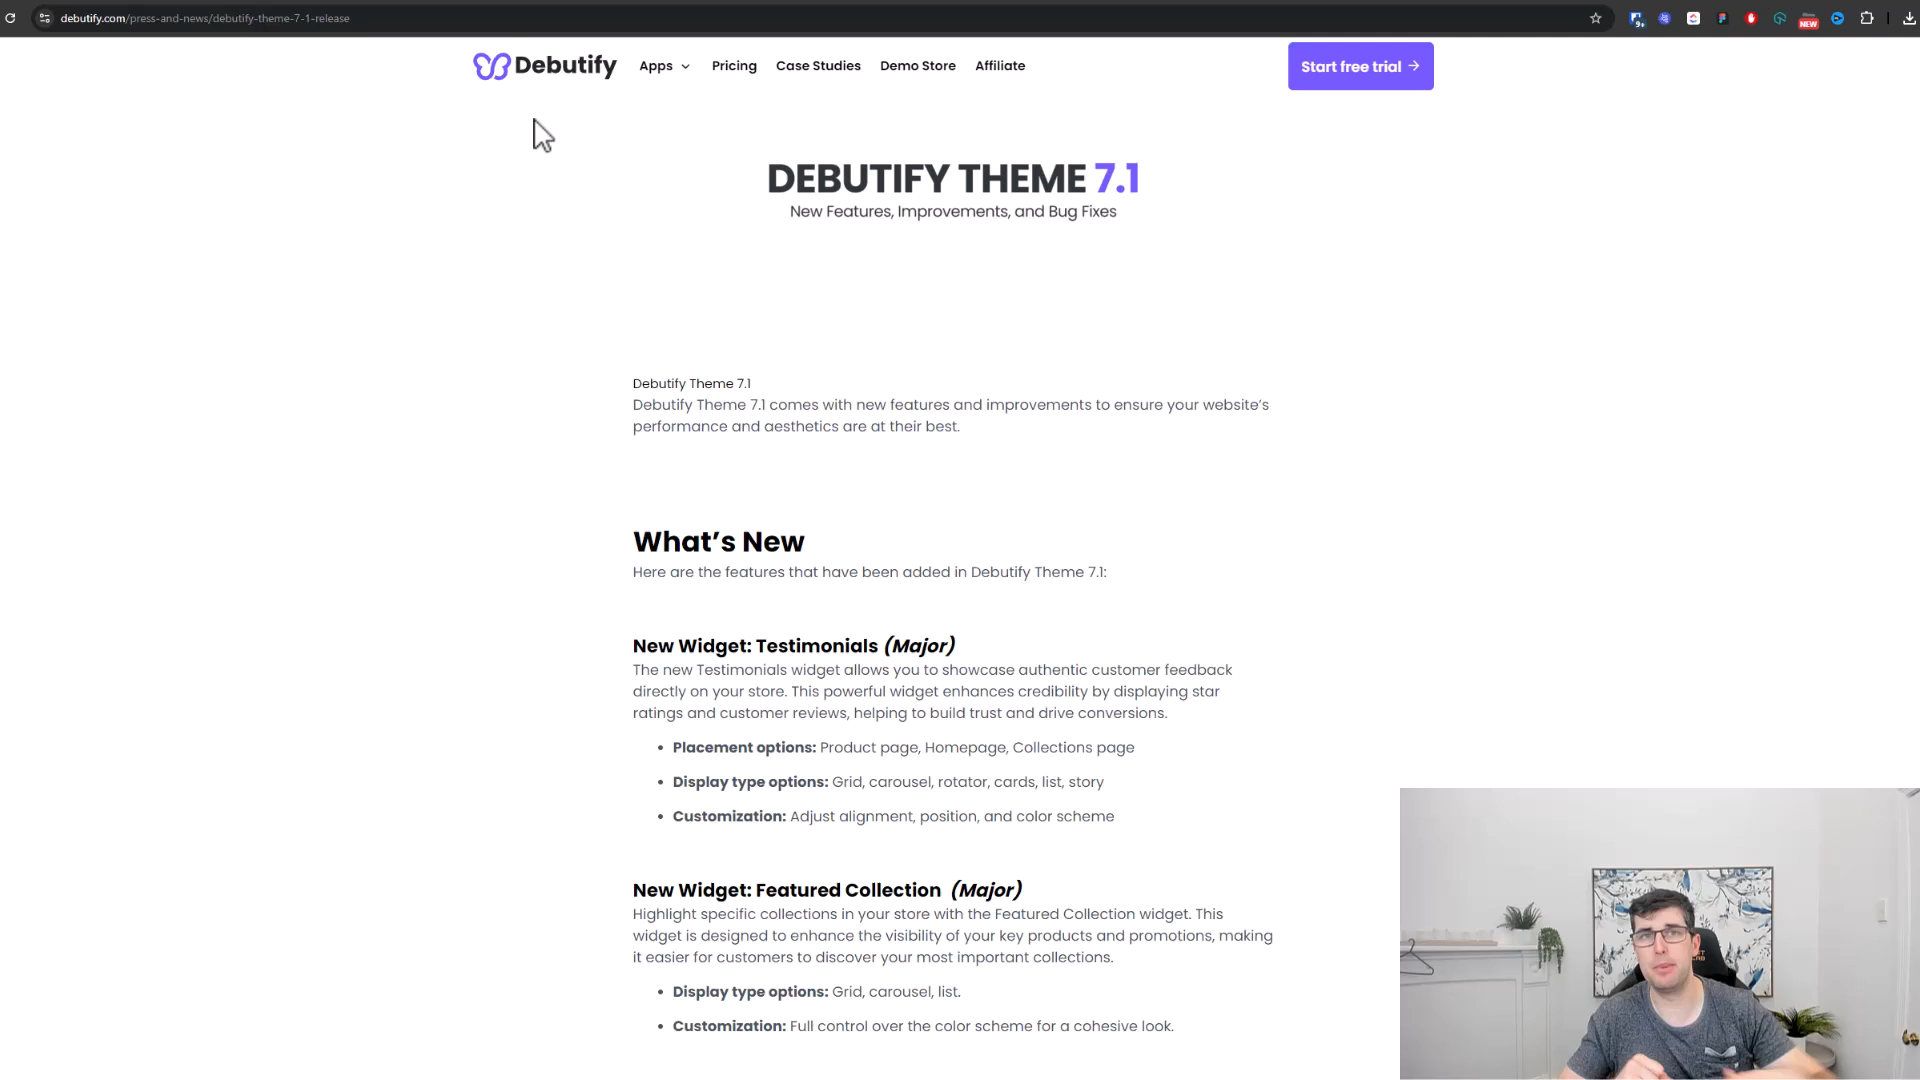 debutify.com/press-and-news/debutify-theme-7-1-release
9+
NEW
Debutify
Apps
Pricing
Case Studies
Demo Store
Affiliate
Start free trial →
DEBUTIFY THEME 7.1
New Features, Improvements, and Bug Fixes
Debutify Theme 7.1
Debutify Theme 7.1 comes with new features and improvements to ensure your website’s
performance and aesthetics are at their best.
What’s New
Here are the features that have been added in Debutify Theme 7.1:
New Widget: Testimonials (Major)
The new Testimonials widget allows you to showcase authentic customer feedback
directly on your store. This powerful widget enhances credibility by displaying star
ratings and customer reviews, helping to build trust and drive conversions.
• Placement options: Product page, Homepage, Collections page
• Display type options: Grid, carousel, rotator, cards, list, story
• Customization: Adjust alignment, position, and color scheme
New Widget: Featured Collection (Major)
Highlight specific collections in your store with the Featured Collection widget. This
widget is designed to enhance the visibility of your key products and promotions, making
it easier for customers to discover your most important collections.
• Display type options: Grid, carousel, list.
• Customization: Full control over the color scheme for a cohesive look.